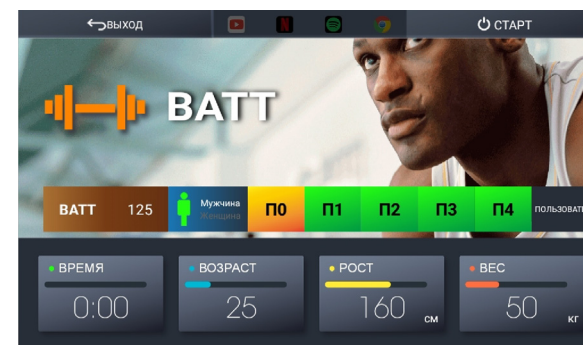 ВЫХОД
СТАРТ
ВАТТ
ВАТТ 125
Мужчина
Женщина
П0 П1 П2 П3 П4
ПОЛЬЗОВАТ
ВРЕМЯ ВОЗРАСТ РОСТ ВЕС
0:00 25 160 см 50 кг